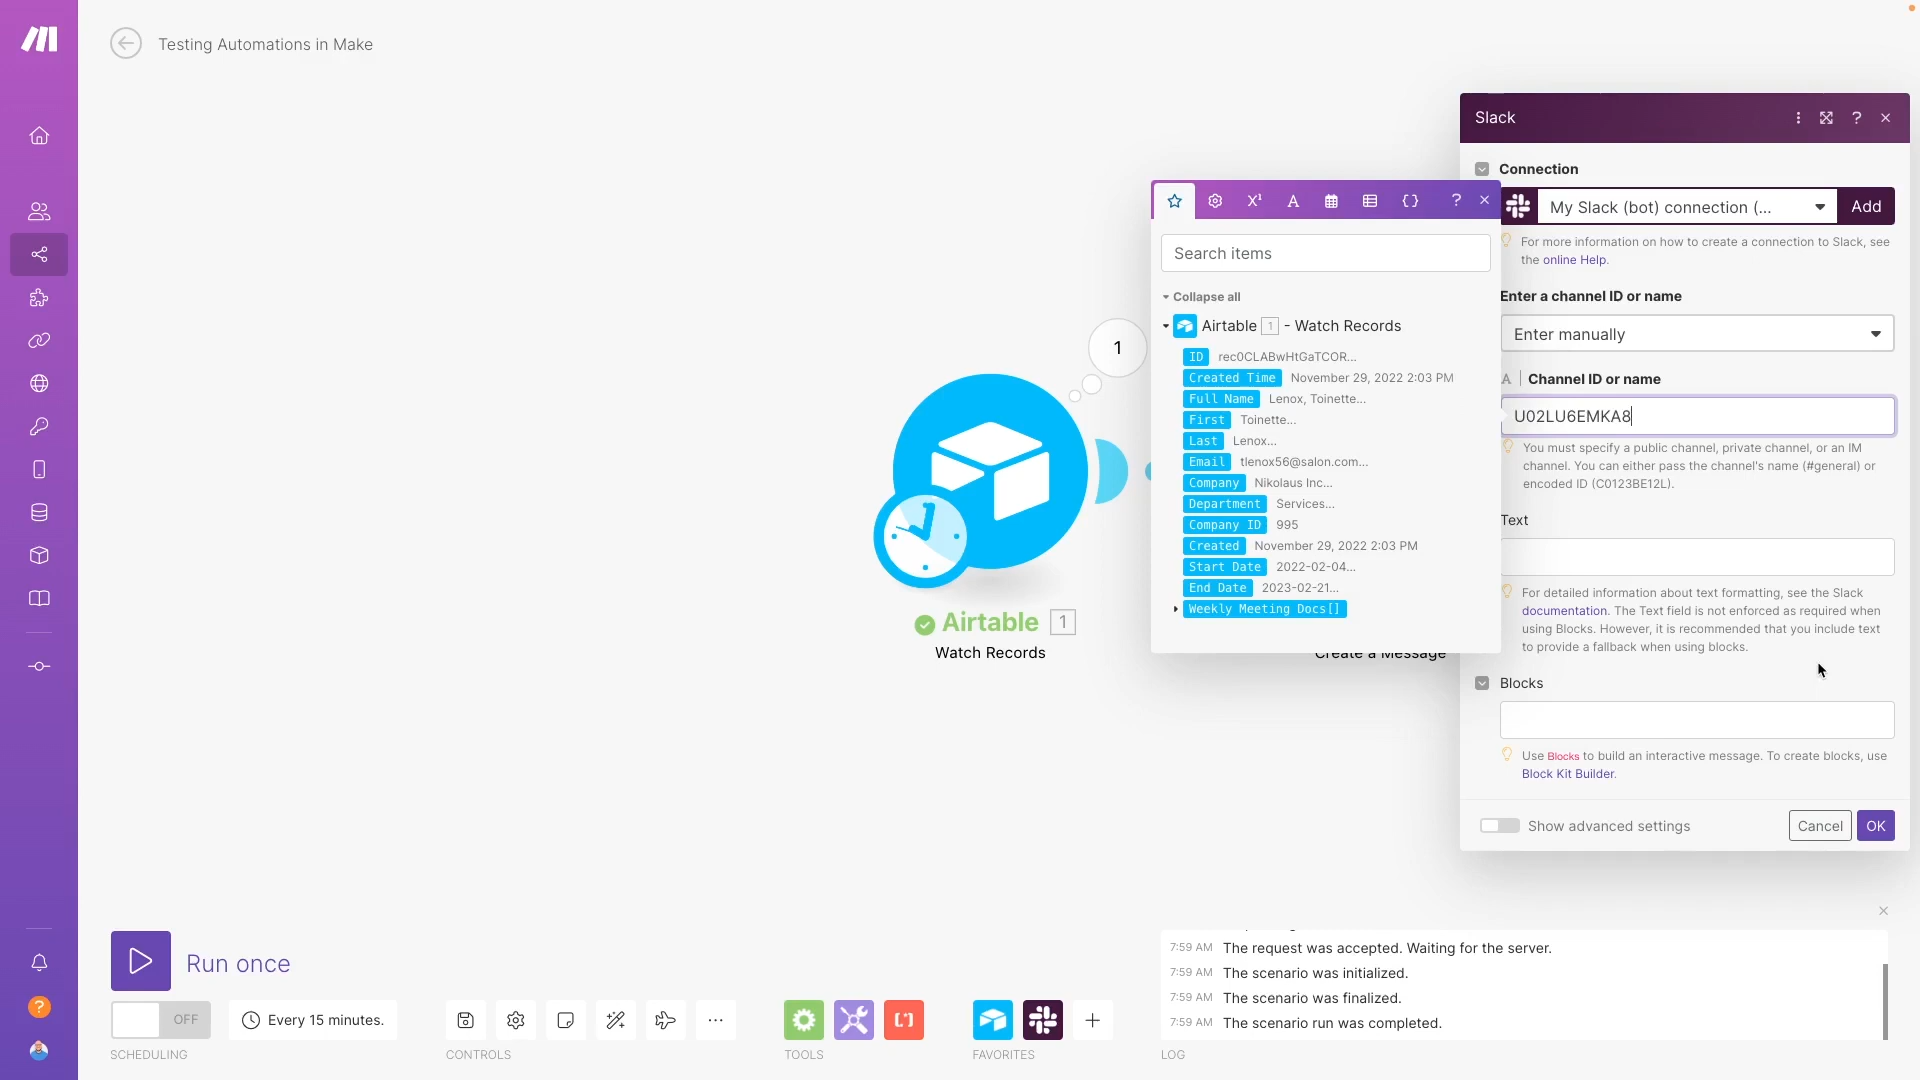 Testing Automations in Make
Slack
Connection
My Slack (bot) connection (...
Add
For more information on how to create a connection to Slack, see
the online Help.
Enter a channel ID or name
Enter manually
A | Channel ID or name
U02LU6EMKA8
You must specify a public channel, private channel, or an IM
channel. You can either pass the channel's name (#general) or
encoded ID (C0123BE12L).
Text
For detailed information about text formatting, see the Slack
documentation. The Text field is not enforced as required when
using Blocks. However, it is recommended that you include text
to provide a fallback when using blocks.
Blocks
Use Blocks to build an interactive message. To create blocks, use
Block Kit Builder.
Show advanced settings
Cancel
OK
X¹ A { } ?
Search items
Collapse all
Airtable 1 - Watch Records
ID rec0CLABwHtGaTCOR...
Created Time November 29, 2022 2:03 PM
Full Name Lenox, Toinette...
First Toinette...
Last Lenox...
Email tlenox56@salon.com...
Company Nikolaus Inc...
Department Services...
Company ID 995
Created November 29, 2022 2:03 PM
Start Date 2022-02-04...
End Date 2023-02-21...
Weekly Meeting Docs[]
1
Airtable 1
Watch Records
Create a Message
Run once
OFF
Every 15 minutes.
SCHEDULING
CONTROLS
TOOLS
FAVORITES
7:59 AM The request was accepted. Waiting for the server.
7:59 AM The scenario was initialized.
7:59 AM The scenario was finalized.
7:59 AM The scenario run was completed.
LOG